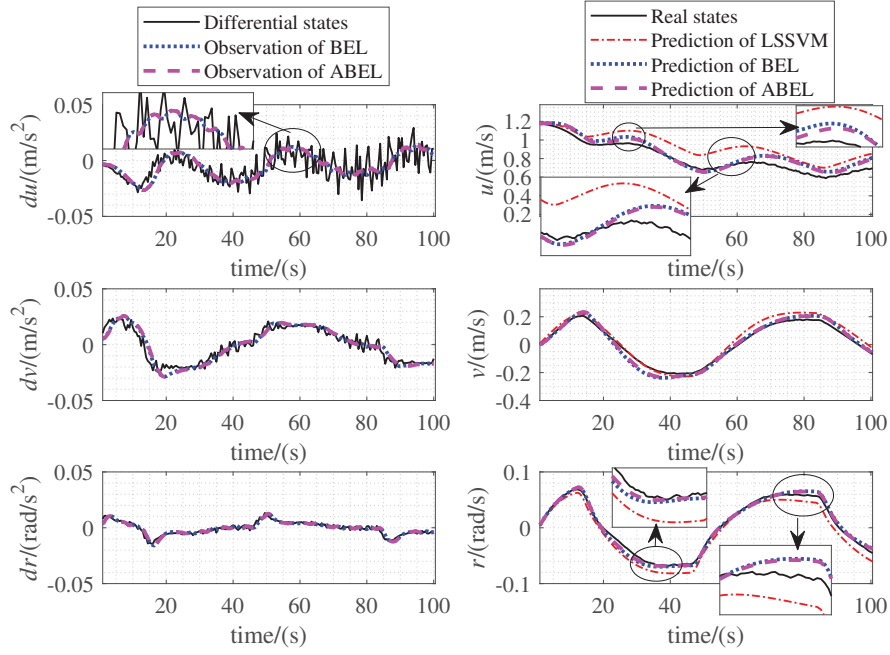 Differential states
Observation of BEL
Observation of ABEL
0.05
0
-0.05
du/(m/s²)
20 40 60 80 100
time/(s)
0.05
0
-0.05
dv/(m/s²)
20 40 60 80 100
time/(s)
0.05
0
-0.05
dr/(rad/s²)
20 40 60 80 100
time/(s)
Real states
Prediction of LSSVM
Prediction of BEL
Prediction of ABEL
1.2
1
0.8
0.6
0.4
0.2
u/(m/s)
20 40 60 80 100
time/(s)
0.2
0
-0.2
-0.4
v/(m/s)
20 40 60 80 100
time/(s)
0.1
0
-0.1
r/(rad/s)
20 40 60 80 100
time/(s)